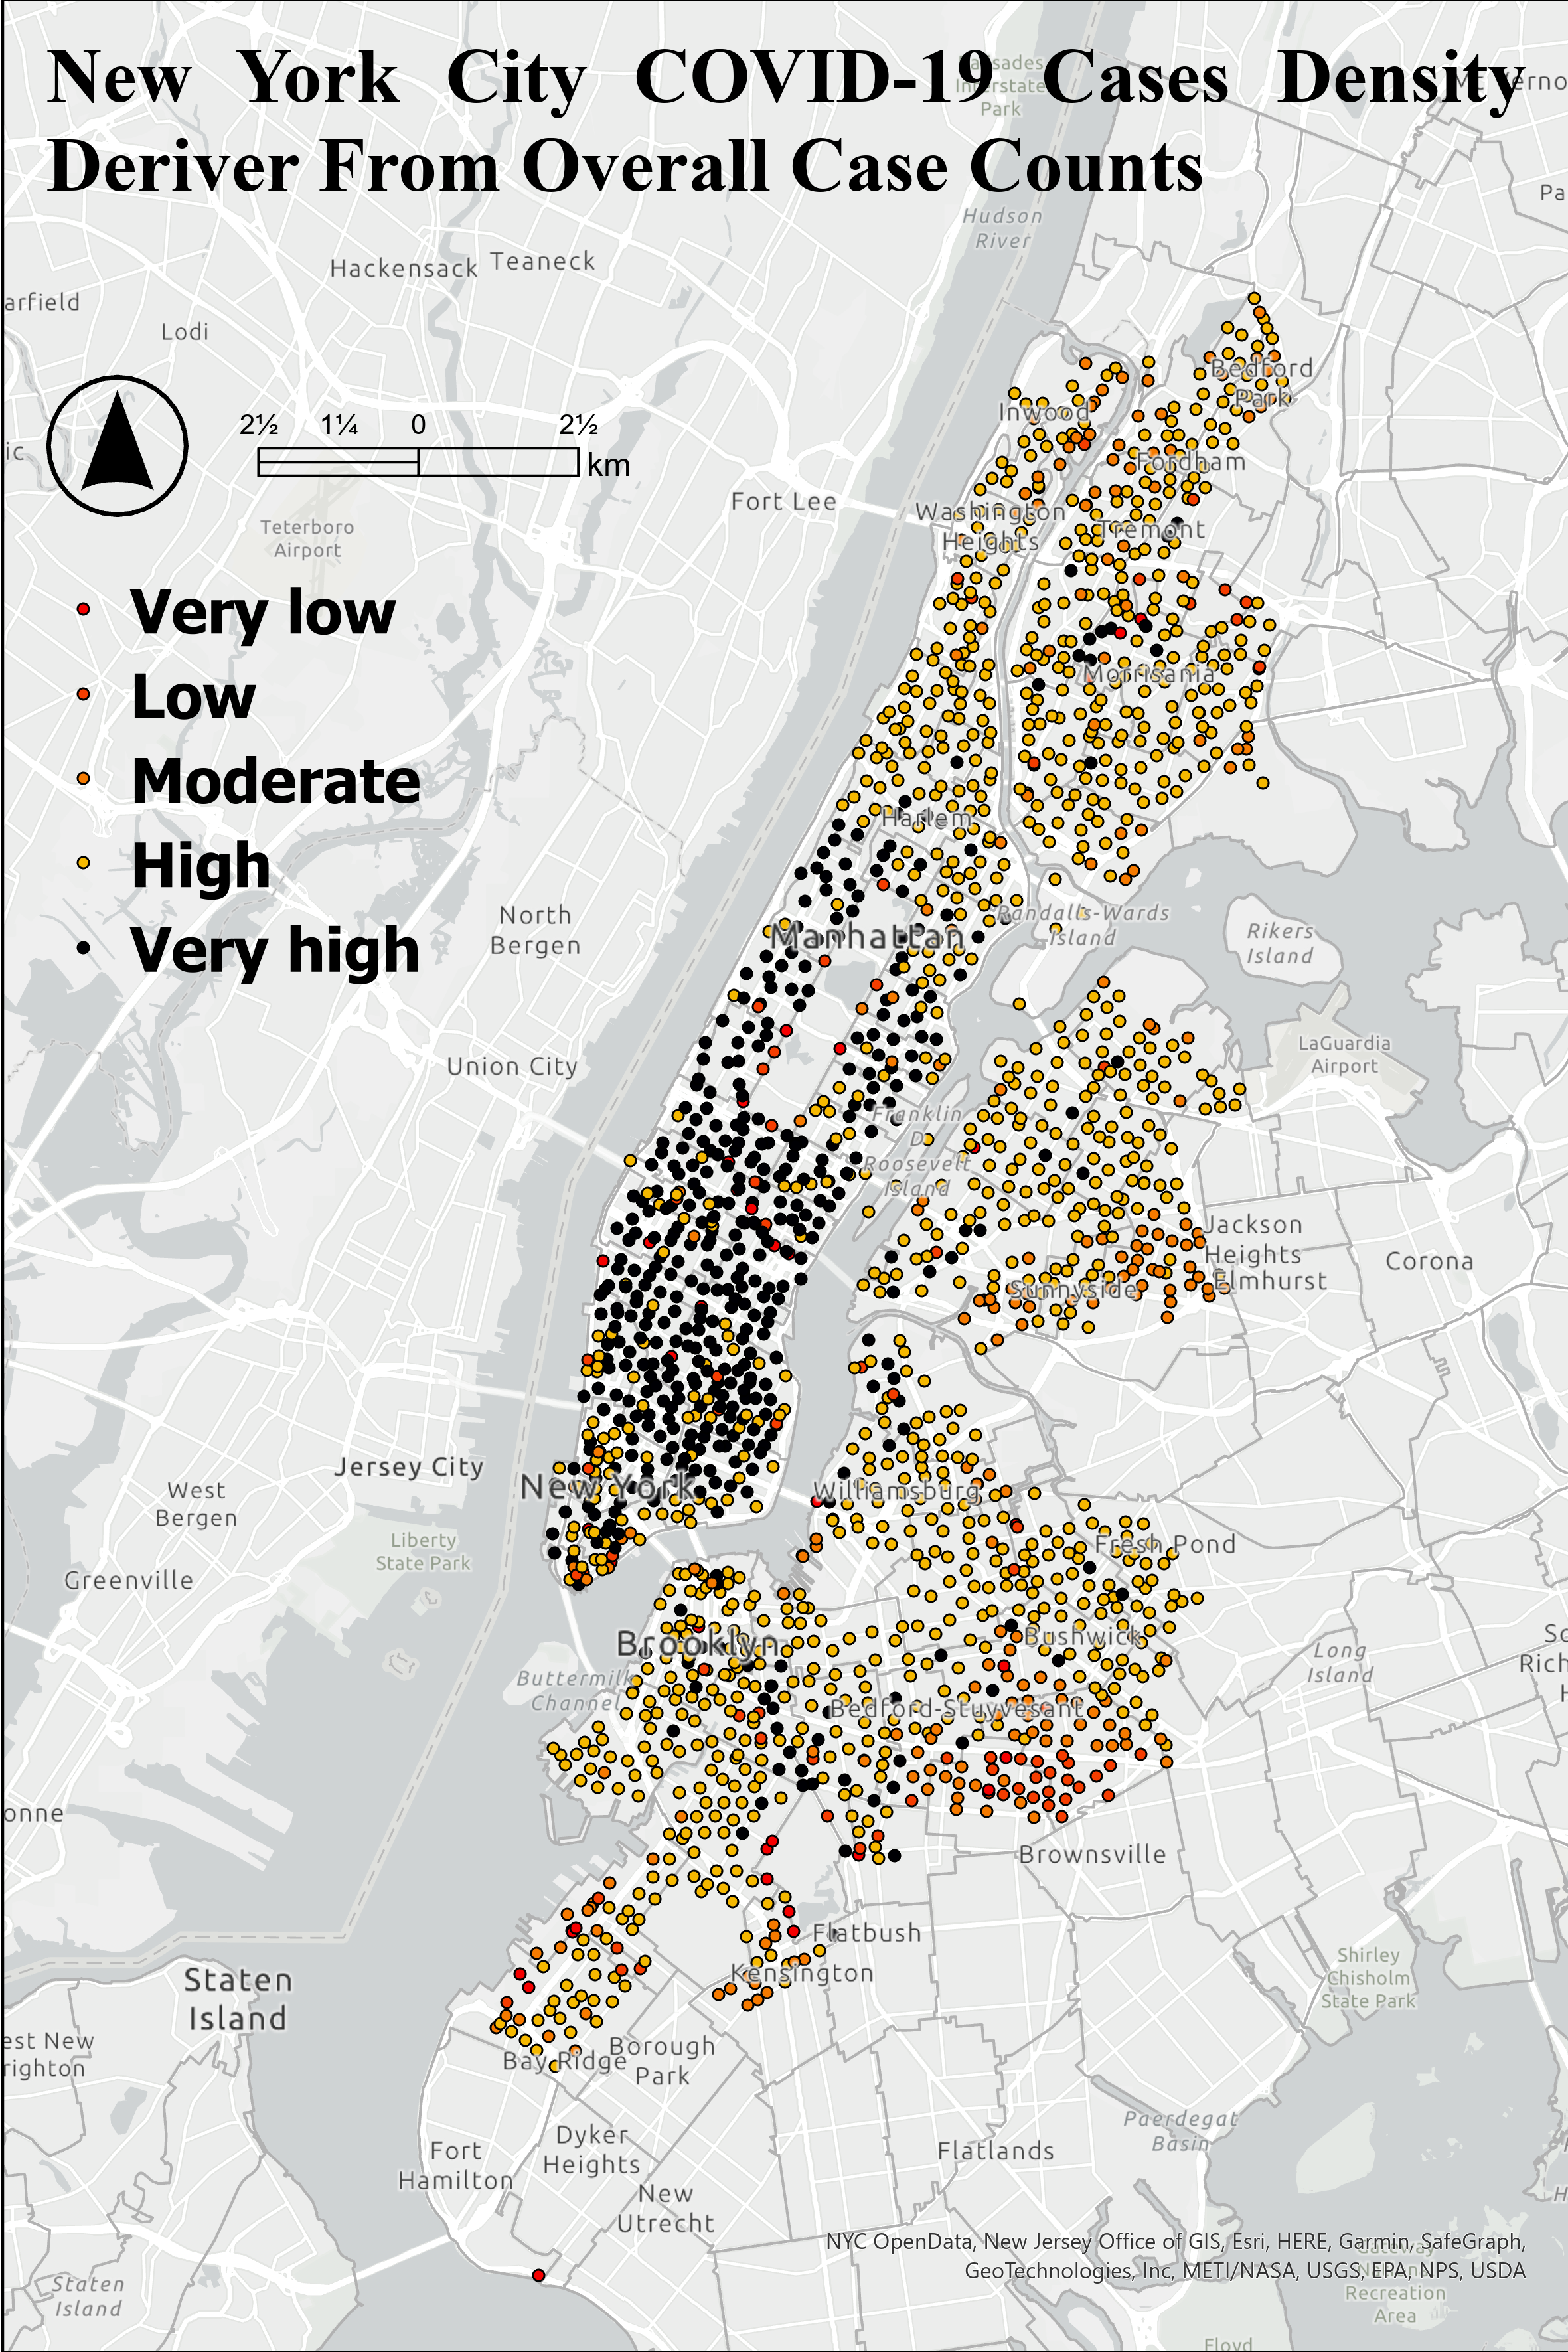 New York City COVID-19 Cases Density
Deriver From Overall Case Counts
Interstate
Park
Pa
Hudson
River
Hackensack
Teaneck
arfield
Lodi
Bedford
Park
Inwood
2½ 1¼ 0 2½
km
ic
Fordham
Fort Lee
Washington
Heights
Teterboro
Airport
Tremont
Very low
Low
Moderate
High
Very high
Morrisania
Harlem
North
Bergen
Manhattan
Randalls-Wards
Island
Rikers
Island
Union City
LaGuardia
Airport
Franklin
D
Roosevelt
Island
Jackson
Heights
Elmhurst
Corona
Sunnyside
Jersey City
New York
West
Bergen
Williamsburg
Liberty
State Park
Fresh Pond
Greenville
Brooklyn
Bushwick
Long
Island
Sc
Rich
H
Buttermilk
Channel
Bedford-Stuyvesant
onne
Brownsville
Flatbush
Kensington
Staten
Island
Shirley
Chisholm
State Park
est New
righton
Bay Ridge
Borough
Park
Paerdegat
Basin
Fort
Hamilton
Dyker
Heights
Flatlands
New
Utrecht
H
NYC OpenData, New Jersey Office of GIS, Esri, HERE, Garmin, SafeGraph,
GeoTechnologies, Inc, METI/NASA, USGS, EPA, NPS, USDA
Staten
Island
Recreation
Area
Floyd